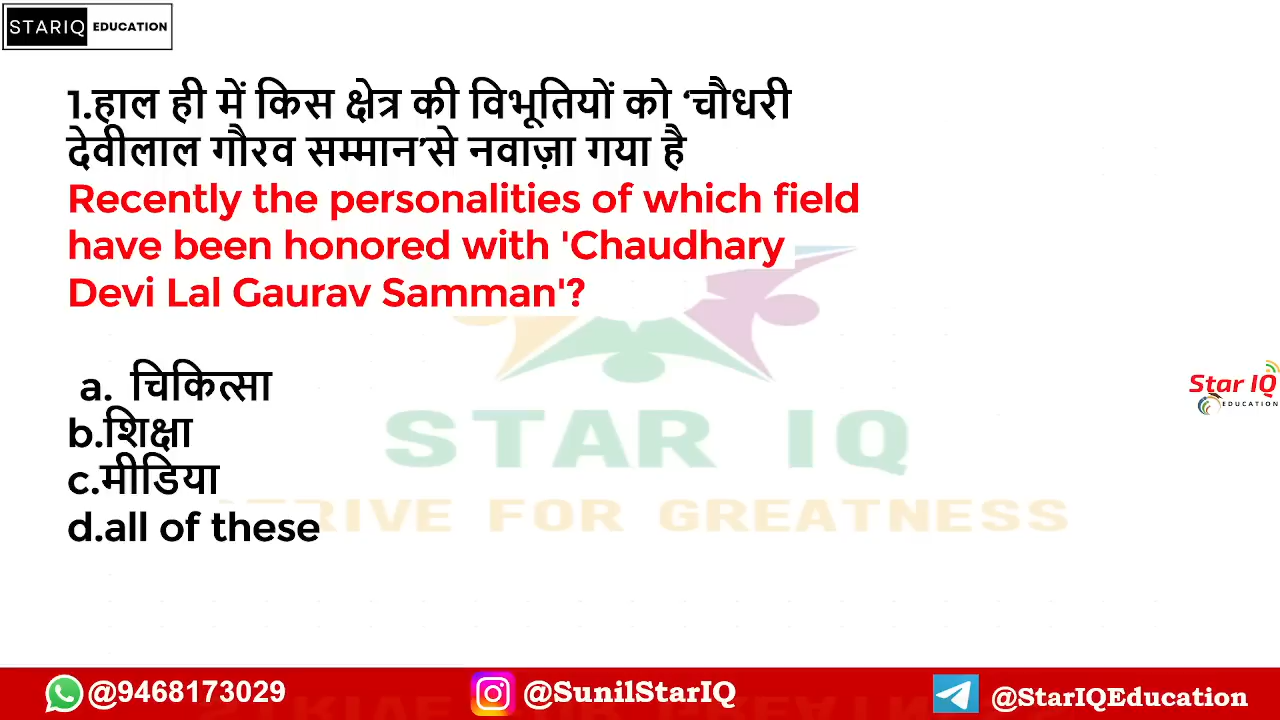 STARIQ EDUCATION
1.हाल ही में किस क्षेत्र की विभूतियों को ‘चौधरी
देवीलाल गौरव सम्मान’से नवाज़ा गया है
Recently the personalities of which field
have been honored with 'Chaudhary
Devi Lal Gaurav Samman'?
a. चिकित्सा
Star IQ
EDUCATION
b.शिक्षा
STAR IQ
c.मीडिया
d.all of these
FOR GREATNESS
@9468173029
@SunilStarIQ
@StarIQEducation